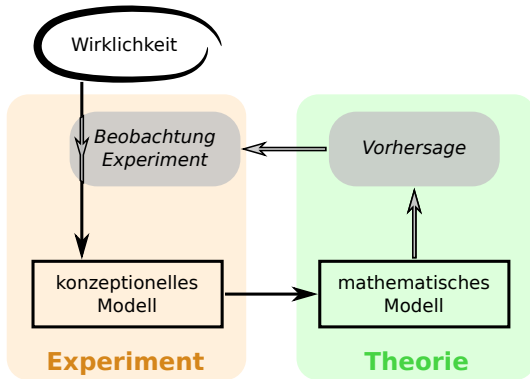 Wirklichkeit
Beobachtung
Experiment
Vorhersage
konzeptionelles
Modell
mathematisches
Modell
Experiment
Theorie